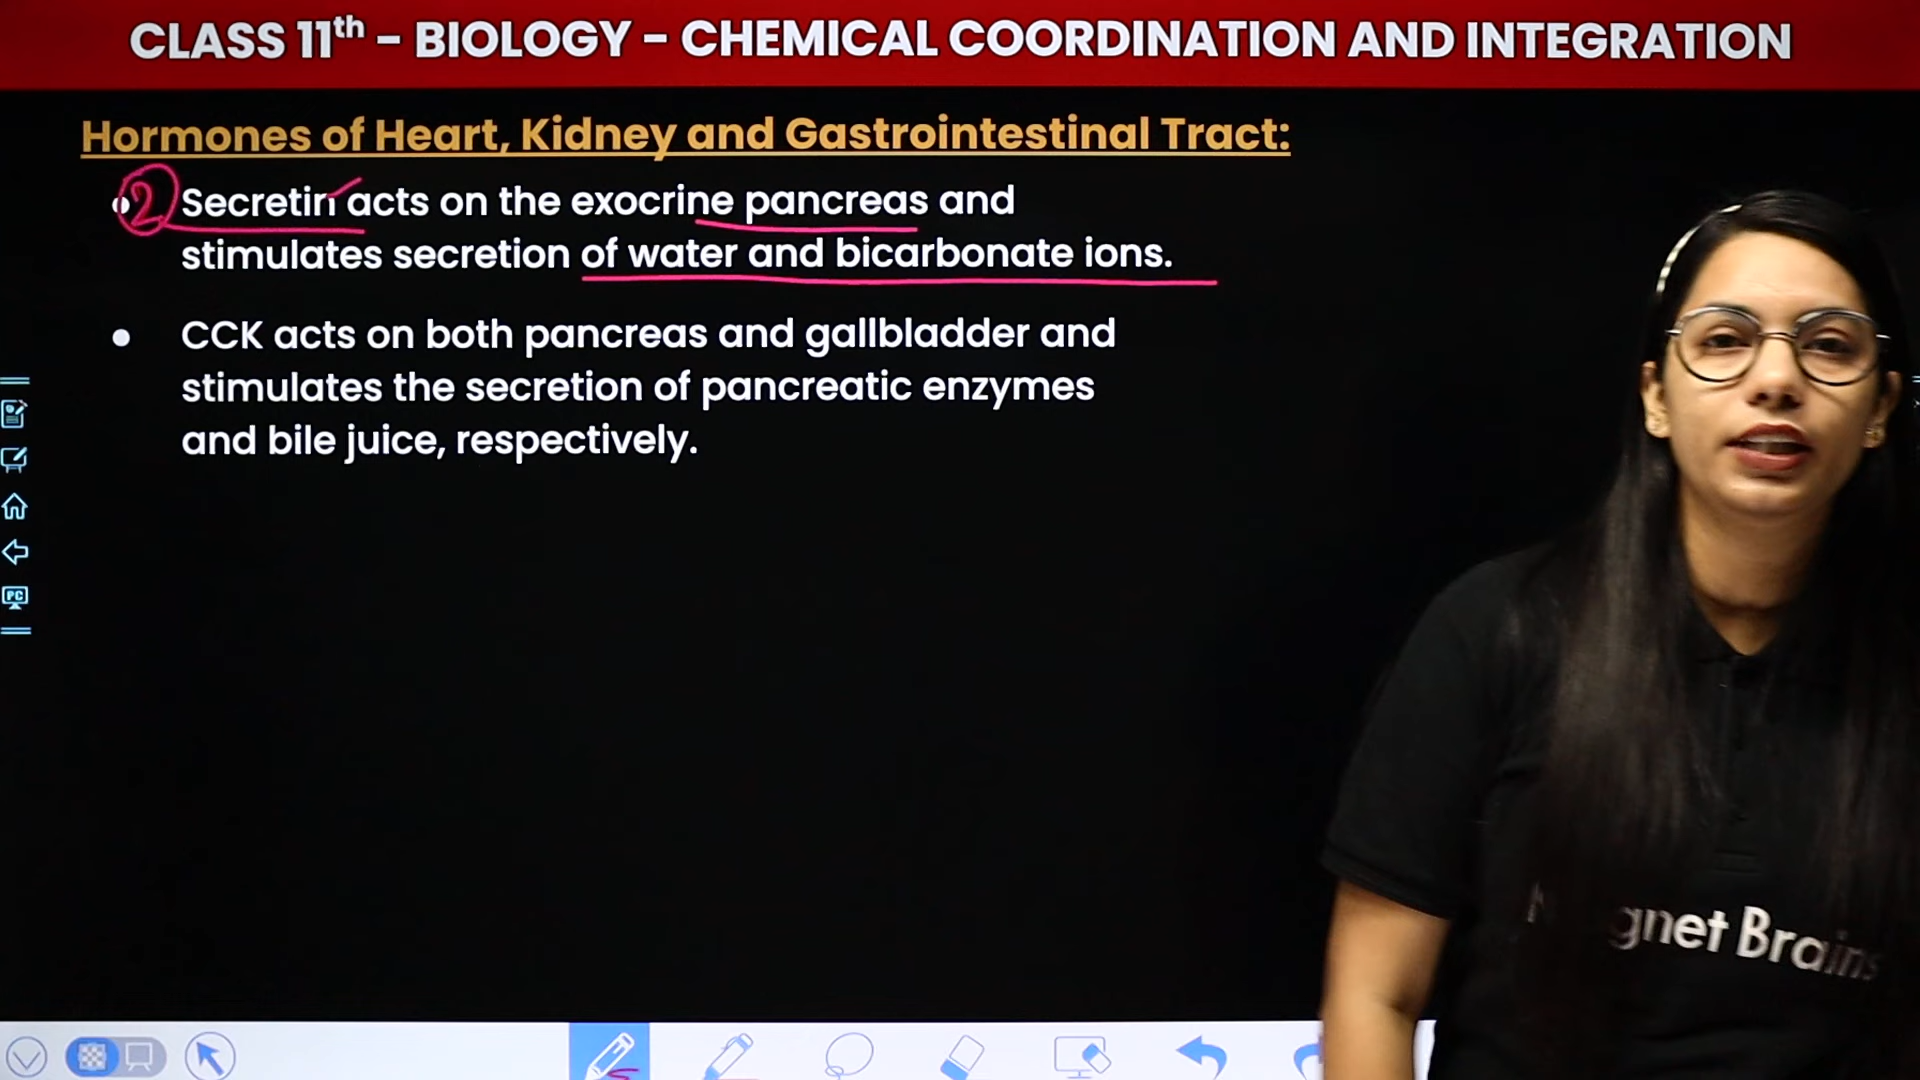 CLASS 11th - BIOLOGY - CHEMICAL COORDINATION AND INTEGRATION
Hormones of Heart, Kidney and Gastrointestinal Tract:
2 Secretin acts on the exocrine pancreas and
stimulates secretion of water and bicarbonate ions.
CCK acts on both pancreas and gallbladder and
stimulates the secretion of pancreatic enzymes
and bile juice, respectively.
PC
Brains